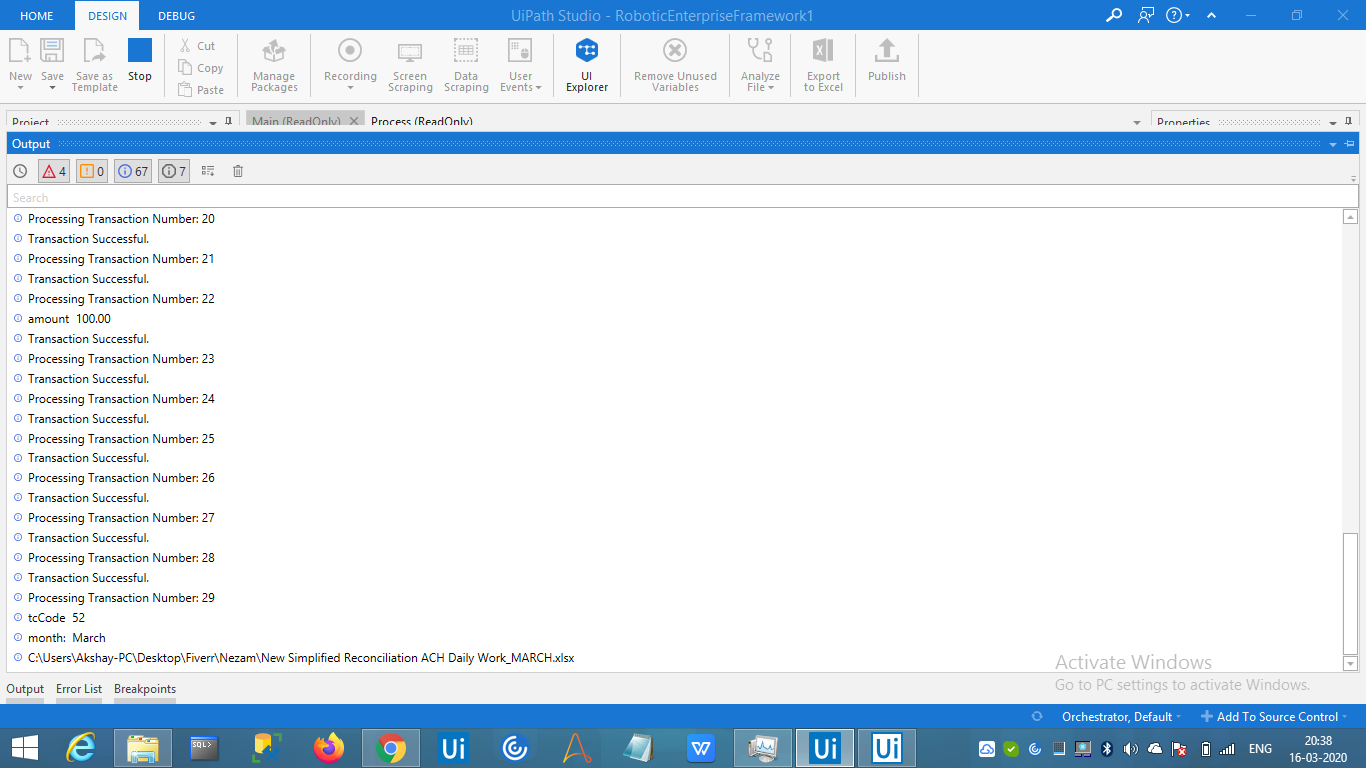 HOME DESIGN DEBUG UiPath Studio - RoboticEnterpriseFramework1
New Save Save as Template Stop Cut Copy Paste Manage Packages Recording Screen Scraping Data Scraping User Events UI Explorer Remove Unused Variables Analyze File Export to Excel Publish
Project Main (ReadOnly) Process (ReadOnly) Properties
Output
4 0 67 7
Search
Processing Transaction Number: 20
Transaction Successful.
Processing Transaction Number: 21
Transaction Successful.
Processing Transaction Number: 22
amount 100.00
Transaction Successful.
Processing Transaction Number: 23
Transaction Successful.
Processing Transaction Number: 24
Transaction Successful.
Processing Transaction Number: 25
Transaction Successful.
Processing Transaction Number: 26
Transaction Successful.
Processing Transaction Number: 27
Transaction Successful.
Processing Transaction Number: 28
Transaction Successful.
Processing Transaction Number: 29
tcCode 52
month: March
C:\Users\Akshay-PC\Desktop\Fiverr\Nezam\New Simplified Reconciliation ACH Daily Work_MARCH.xlsx
Activate Windows
Go to PC settings to activate Windows.
Output Error List Breakpoints
Orchestrator, Default Add To Source Control
SQL> Ui W Ui Ui ENG 20:38
16-03-2020